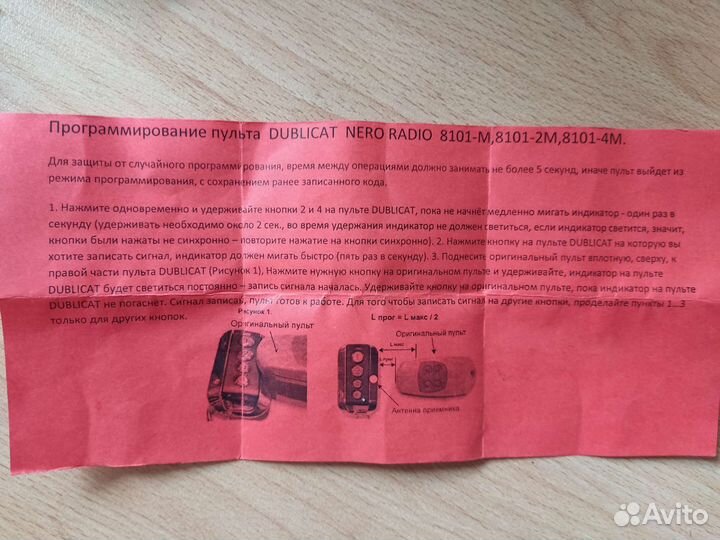 Программирование пульта DUBLICAT NERO RADIO 8101-M,8101-2M,8101-4M.
Для защиты от случайного программирования, время между операциями должно занимать не более 5 секунд, иначе пульт выйдет из
режима программирования, с сохранением ранее записанного кода.
1. Нажмите одновременно и удерживайте кнопки 2 и 4 на пульте DUBLICAT, пока не начнёт медленно мигать индикатор - один раз в
секунду (удерживать необходимо около 2 сек., во время удержания индикатор не должен светиться, если индикатор светится, значит,
кнопки были нажаты не синхронно – повторите нажатие на кнопки синхронно). 2. Нажмите кнопку на пульте DUBLICAT на которую вы
хотите записать сигнал, индикатор должен мигать быстро (пять раз в секунду). 3. Поднесите оригинальный пульт вплотную, сверху, к
правой части пульта DUBLICAT (Рисунок 1), Нажмите нужную кнопку на оригинальном пульте и удерживайте, индикатор на пульте
DUBLICAT будет светиться постоянно – запись сигнала началась. Удерживайте кнопку на оригинальном пульте, пока индикатор на пульте
DUBLICAT не погаснет. Сигнал записан, пульт готов к работе. Для того чтобы записать сигнал на другие кнопки, проделайте пункты 1...3
только для других кнопок.
Рисунок 1.
Оригинальный пульт
L прог = L макс / 2
Оригинальный пульт
L макс
L прог
Антенна приемника
Avito